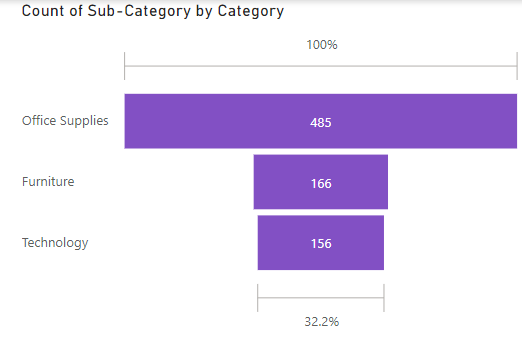 Count of Sub-Category by Category
100%
Office Supplies 485
Furniture 166
Technology 156
32.2%